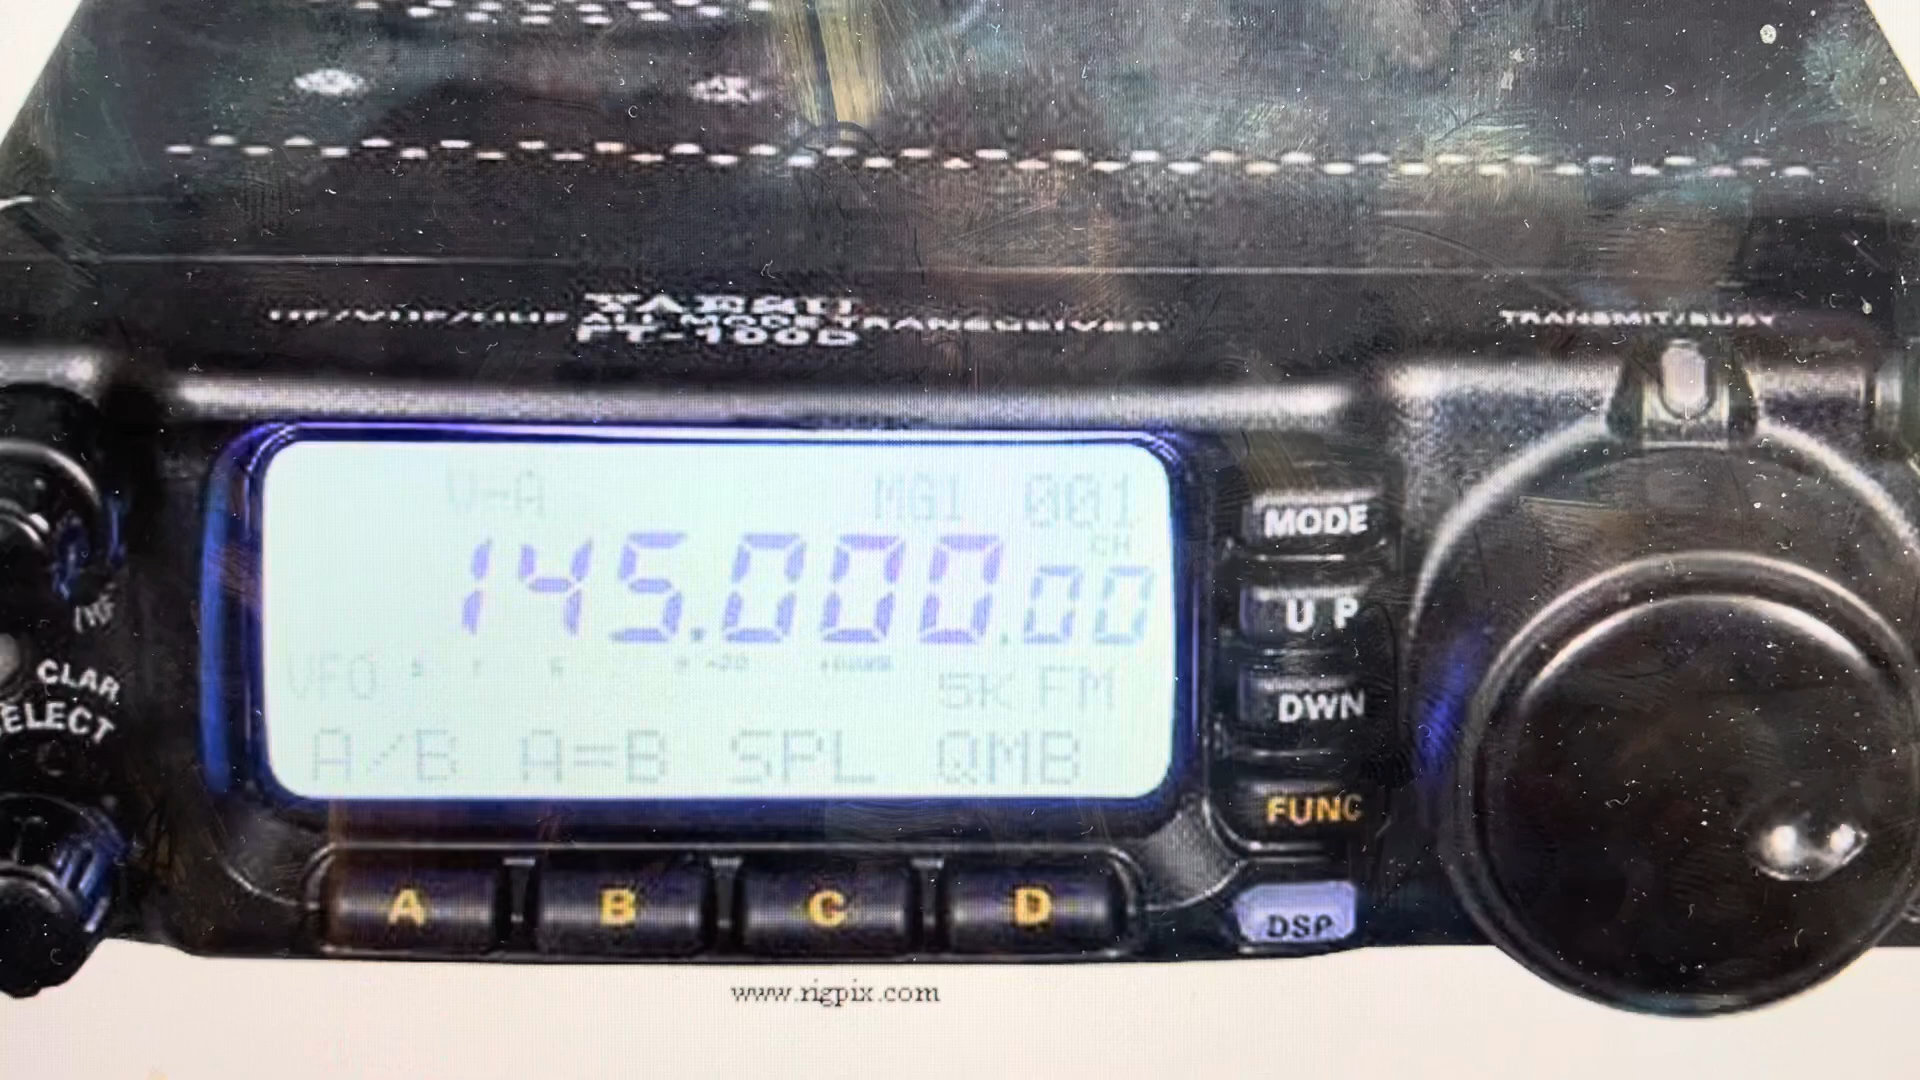 YAESU
HF/VHF/UHF ALL MODE TRANSCEIVER
FT-100D
TRANSMIT/BUSY
V-A MG1 001
CH
145.000.00
VFO 5K FM
A/B A=B SPL QMB
MODE
UP
DWN
FUNC
DSP
CLAR
SELECT
A B C D
www.rigpix.com